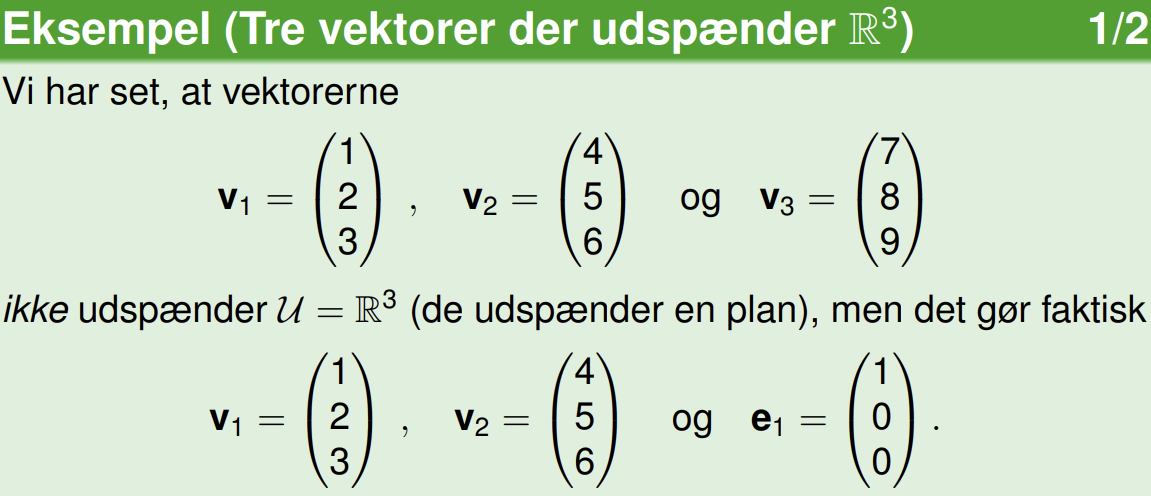 Eksempel (Tre vektorer der udspænder ℝ³) 1/2
Vi har set, at vektorerne
v₁ = (1 2 3) , v₂ = (4 5 6) og v₃ = (7 8 9)
ikke udspænder 𝒰 = ℝ³ (de udspænder en plan), men det gør faktisk
v₁ = (1 2 3) , v₂ = (4 5 6) og e₁ = (1 0 0) .